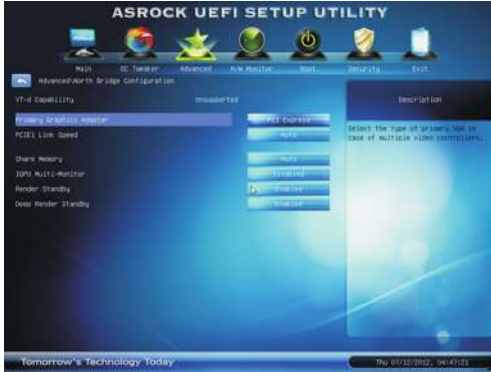 ASROCK UEFI SETUP UTILITY
Main OC Tweaker Advanced H/W Monitor Boot Security Exit
Advanced\North Bridge Configuration
VT-d Capability Unsupported
Description
Primary Graphics Adapter PCI Express
Select the type of primary VGA in
case of multiple video controllers.
PCIE1 Link Speed Auto
Share Memory Auto
IGPU Multi-Monitor Disabled
Render Standby Enabled
Deep Render Standby Enabled
Tomorrow's Technology Today
Thu 07/12/2012, 04:47:21